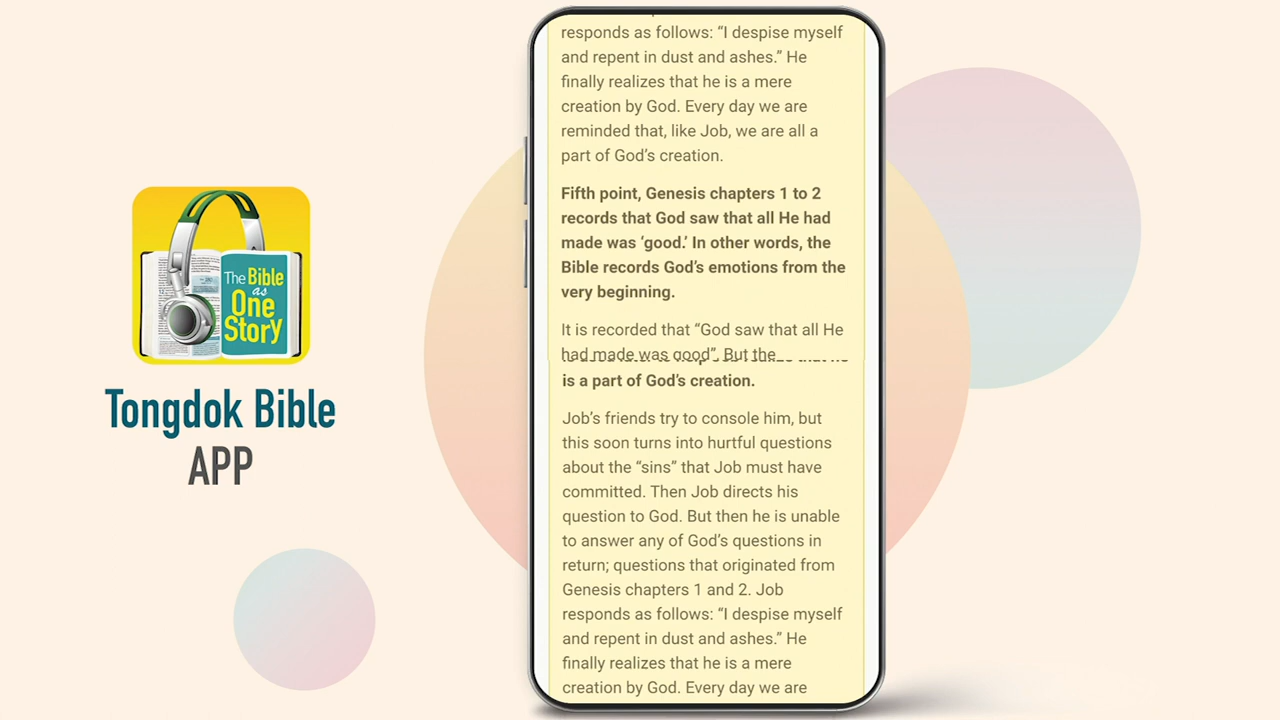 The Bible
as
One
Story
Tongdok Bible
APP
responds as follows: “I despise myself
and repent in dust and ashes.” He
finally realizes that he is a mere
creation by God. Every day we are
reminded that, like Job, we are all a
part of God’s creation.
Fifth point, Genesis chapters 1 to 2
records that God saw that all He had
made was ‘good.’ In other words, the
Bible records God’s emotions from the
very beginning.
It is recorded that “God saw that all He
had made was good”. But the
is a part of God’s creation.
Job’s friends try to console him, but
this soon turns into hurtful questions
about the “sins” that Job must have
committed. Then Job directs his
question to God. But then he is unable
to answer any of God’s questions in
return; questions that originated from
Genesis chapters 1 and 2. Job
responds as follows: “I despise myself
and repent in dust and ashes.” He
finally realizes that he is a mere
creation by God. Every day we are